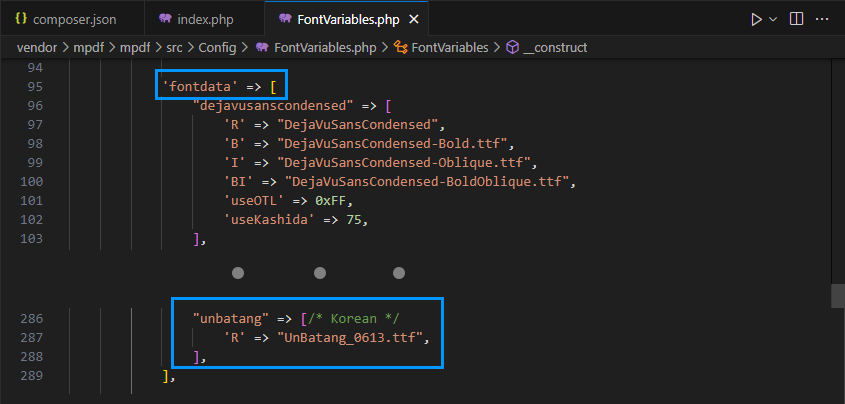 composer.json index.php FontVariables.php
vendor > mpdf > mpdf > src > Config > FontVariables.php > FontVariables > __construct
94
95 'fontdata' => [
96 "dejavusanscondensed" => [
97 'R' => "DejaVuSansCondensed",
98 'B' => "DejaVuSansCondensed-Bold.ttf",
99 'I' => "DejaVuSansCondensed-Oblique.ttf",
100 'BI' => "DejaVuSansCondensed-BoldOblique.ttf",
101 'useOTL' => 0xFF,
102 'useKashida' => 75,
103 ],
286 "unbatang" => [/* Korean */
287 'R' => "UnBatang_0613.ttf",
288 ],
289 ],